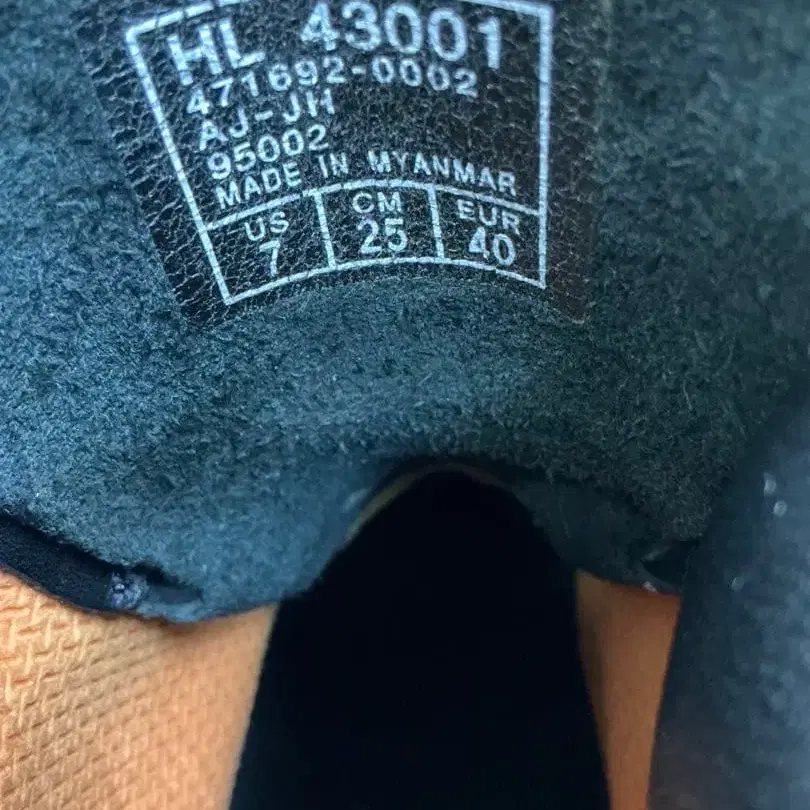 HL 43001
471692-0002
AJ-JH
95002
MADE IN MYANMAR
US CM EUR
7 25 40